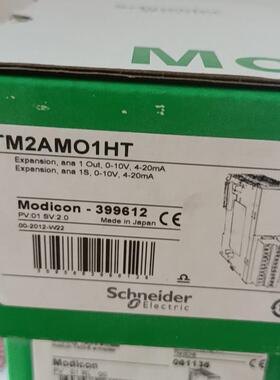 Mo
TM2AMO1HT
Expansion, ana 1 Out, 0-10V, 4-20mA
Expansion, ana 1S, 0-10V, 4-20mA
Modicon - 399612
PV:01 SV:2.0
Made in Japan
CE
00-2012-W22
Schneider
Electric
Modicon